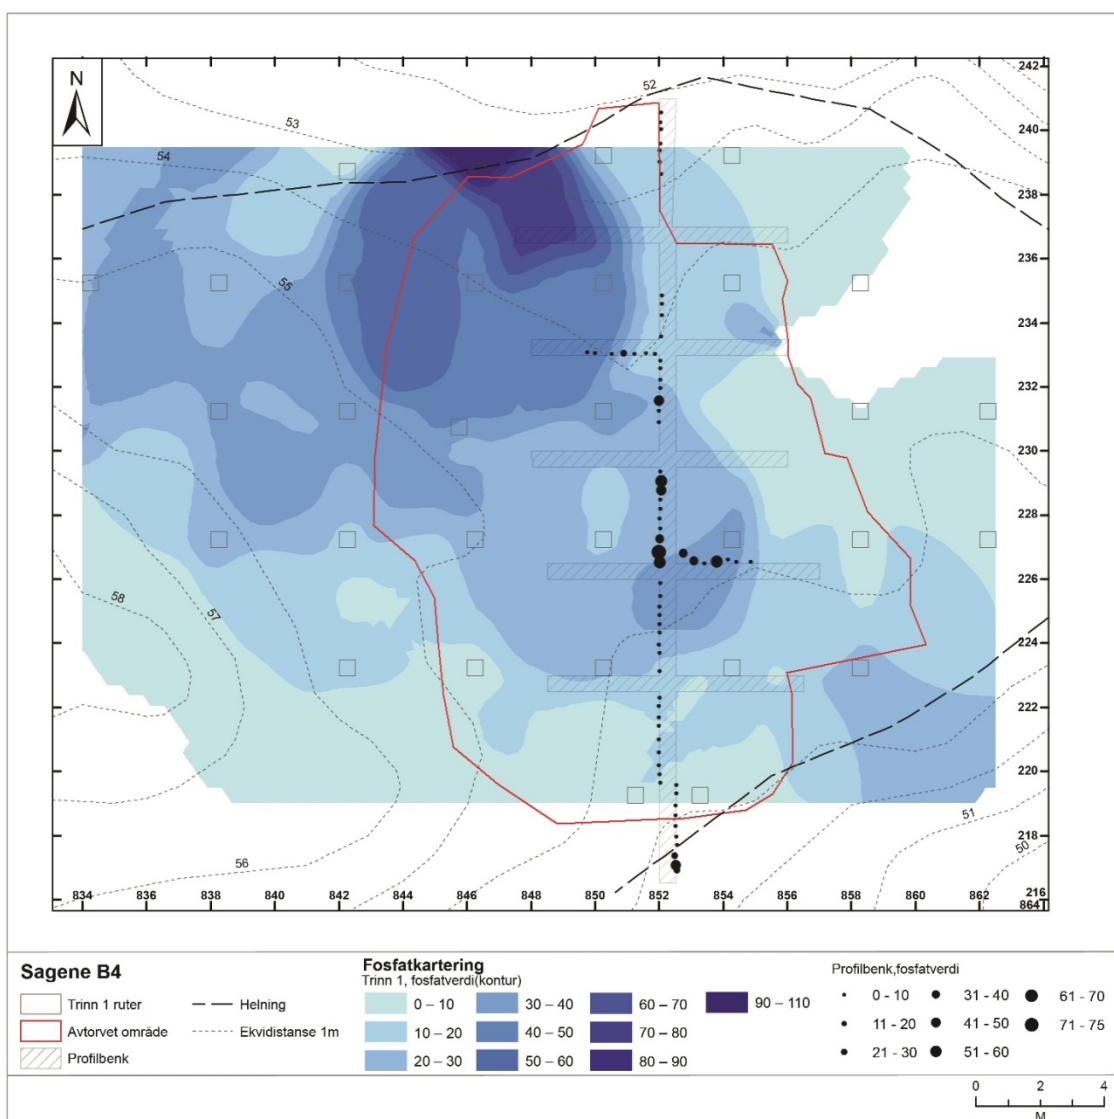 N
52
53
54
55
56
57
58
51
50
242
240
238
236
234
232
230
228
226
224
222
220
218
216
834 836 838 840 842 844 846 848 850 852 854 856 858 860 862 864
Sagene B4
Trinn 1 ruter
Avtorvet område
Profilbenk
Helning
Ekvidistanse 1m
Fosfatkartering
Trinn 1, fosfatverdi(kontur)
0 – 10
10 – 20
20 – 30
30 – 40
40 – 50
50 – 60
60 – 70
70 – 80
80 – 90
90 – 110
Profilbenk,fosfatverdi
0 - 10
11 - 20
21 - 30
31 - 40
41 - 50
51 - 60
61 - 70
71 - 75
0 2 4
M